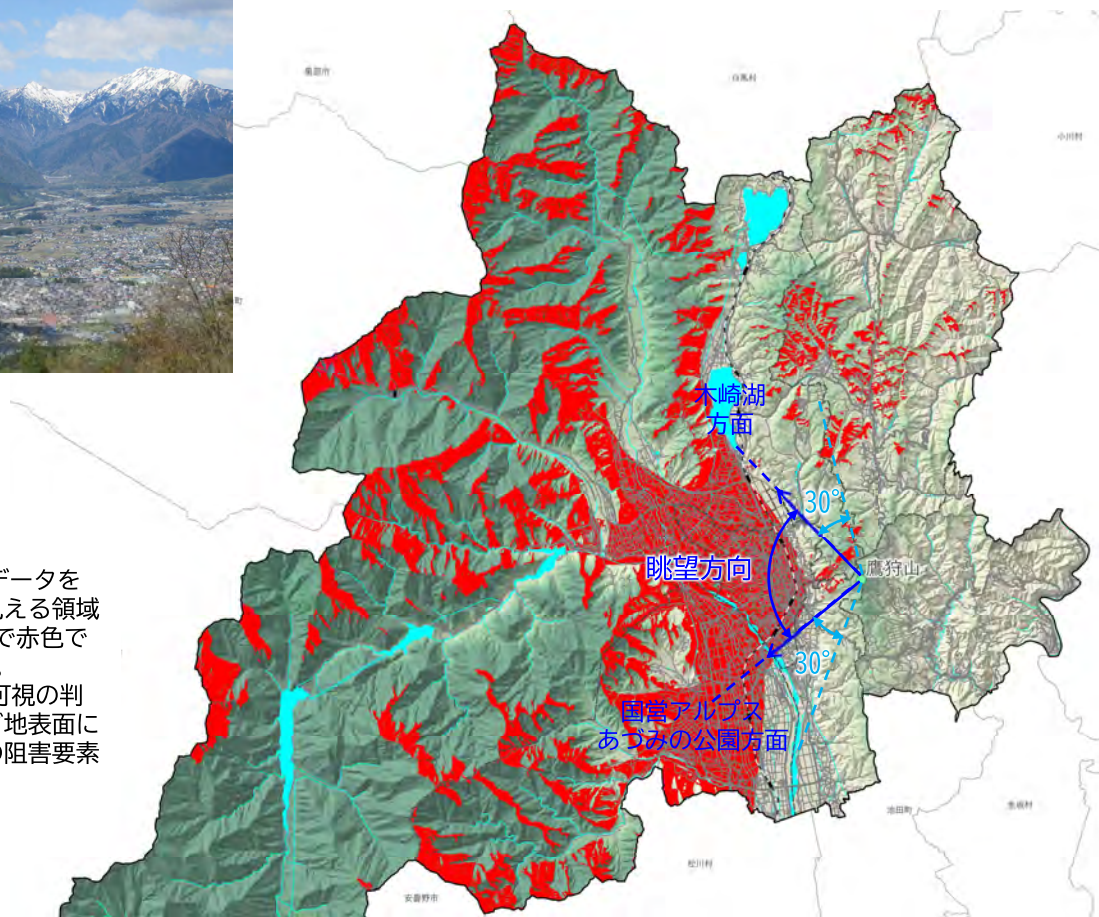 白馬村
小川村
木崎湖
方面
30°
眺望方向
鷹狩山
30°
国営アルプス
あづみの公園方面
データを
える領域
で赤色で
可視の判
地表面に
阻害要素
町
池田町
生坂村
松川村
安曇野市